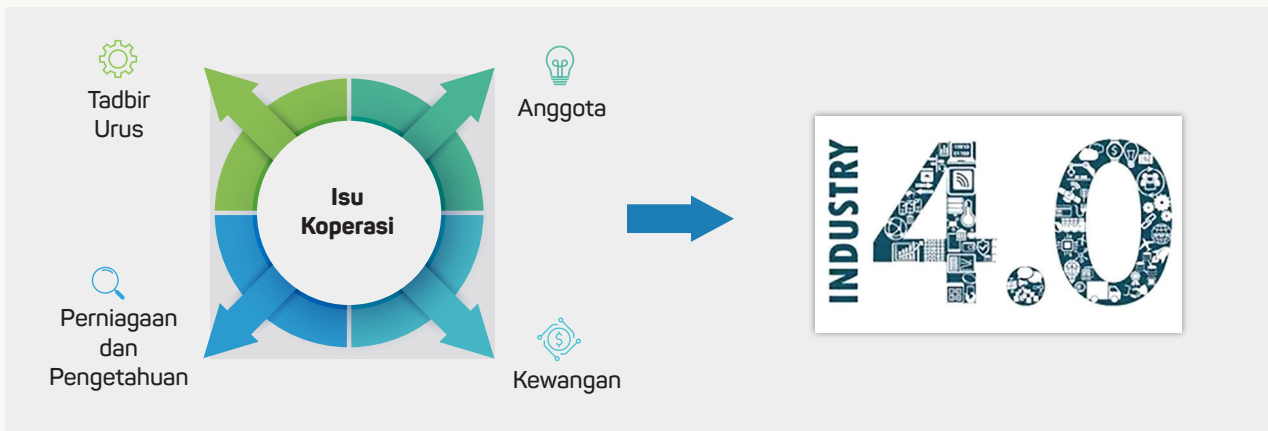 Tadbir
Urus
Anggota
Isu
Koperasi
Perniagaan
dan
Pengetahuan
Kewangan
INDUSTRY
4.0